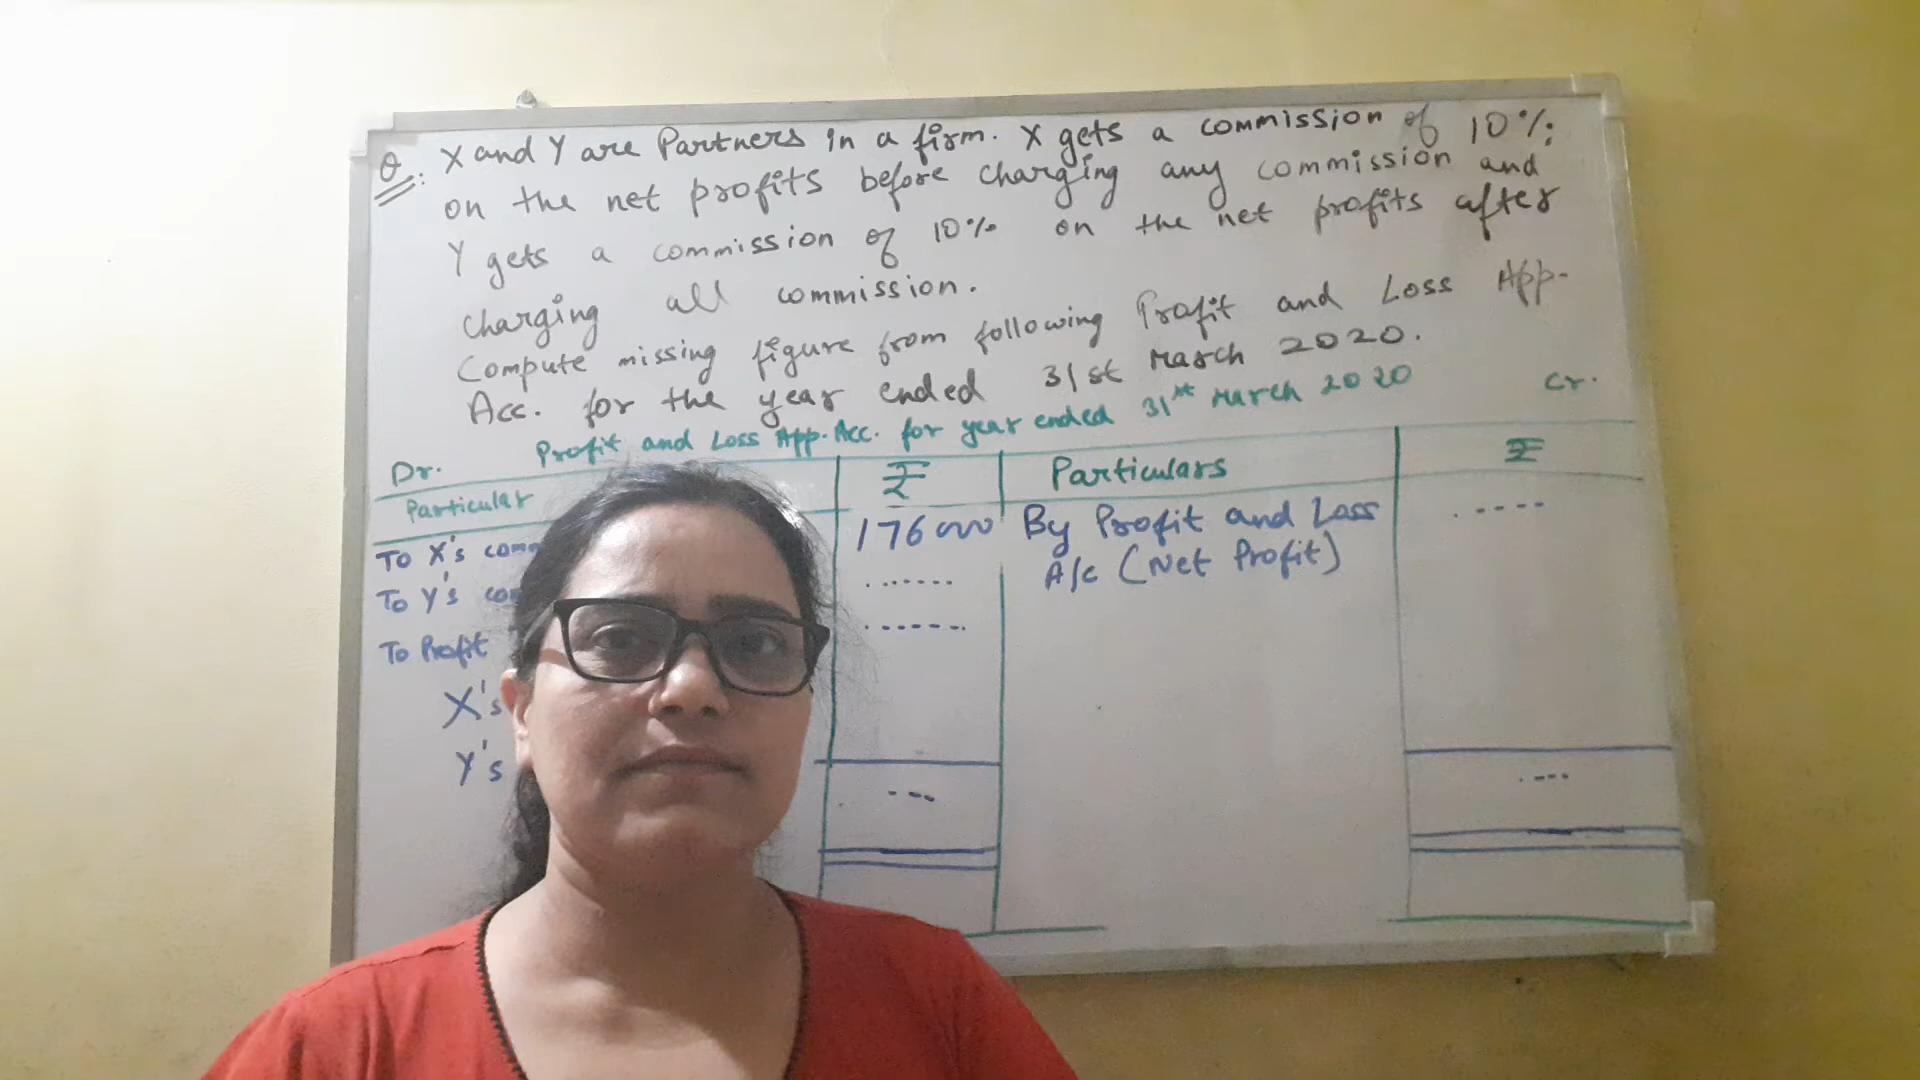 Q: X and Y are Partners in a firm. X gets a commission of 10%
on the net profits before charging any commission and
Y gets a commission of 10% on the net profits after
charging all commission.
Compute missing figure from following Profit and Loss App.
Acc. for the year ended 31st March 2020.
Profit and Loss App. Acc. for year ended 31st March 2020
Dr. Cr.
Particular ₹ Particulars ₹
To X's 176000 By Profit and Loss .-----
To Y's ....... A/c (Net Profit)
To Profit .......
X's
Y's
.--- .---